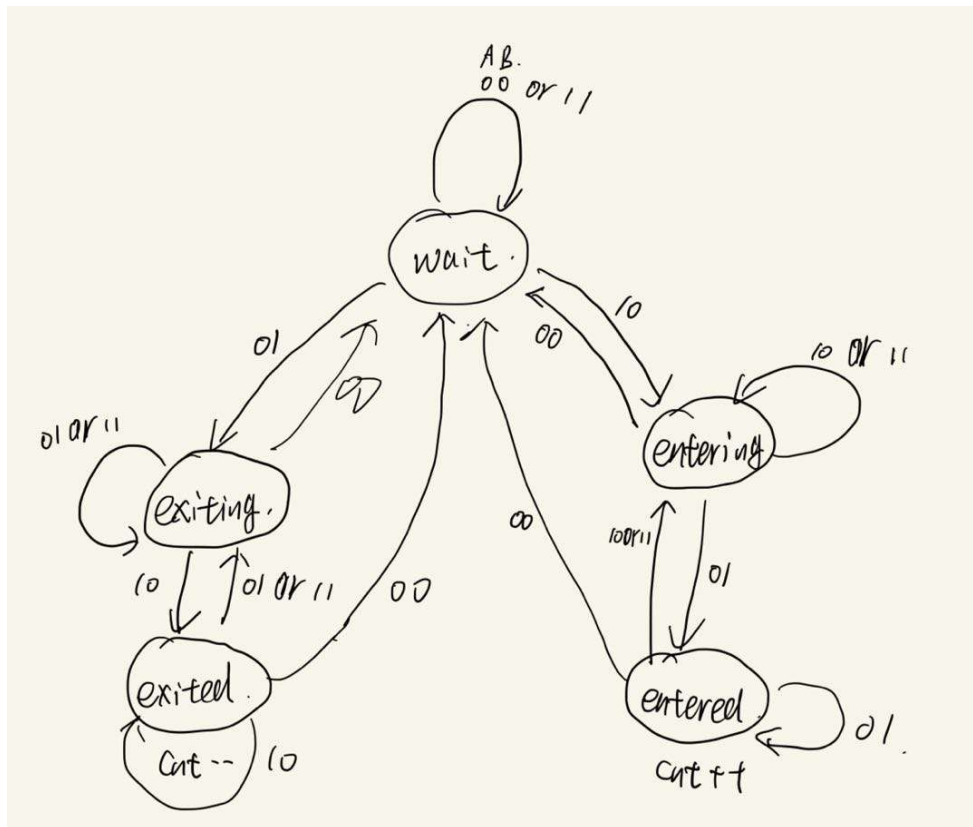 AB.
00 or 11
wait.
10
01
00
00
10 or 11
01 or 11
entering
exiting.
00
10 or 11
10
01 or 11
00
01
exited.
entered.
01.
cnt--
10
cnt++